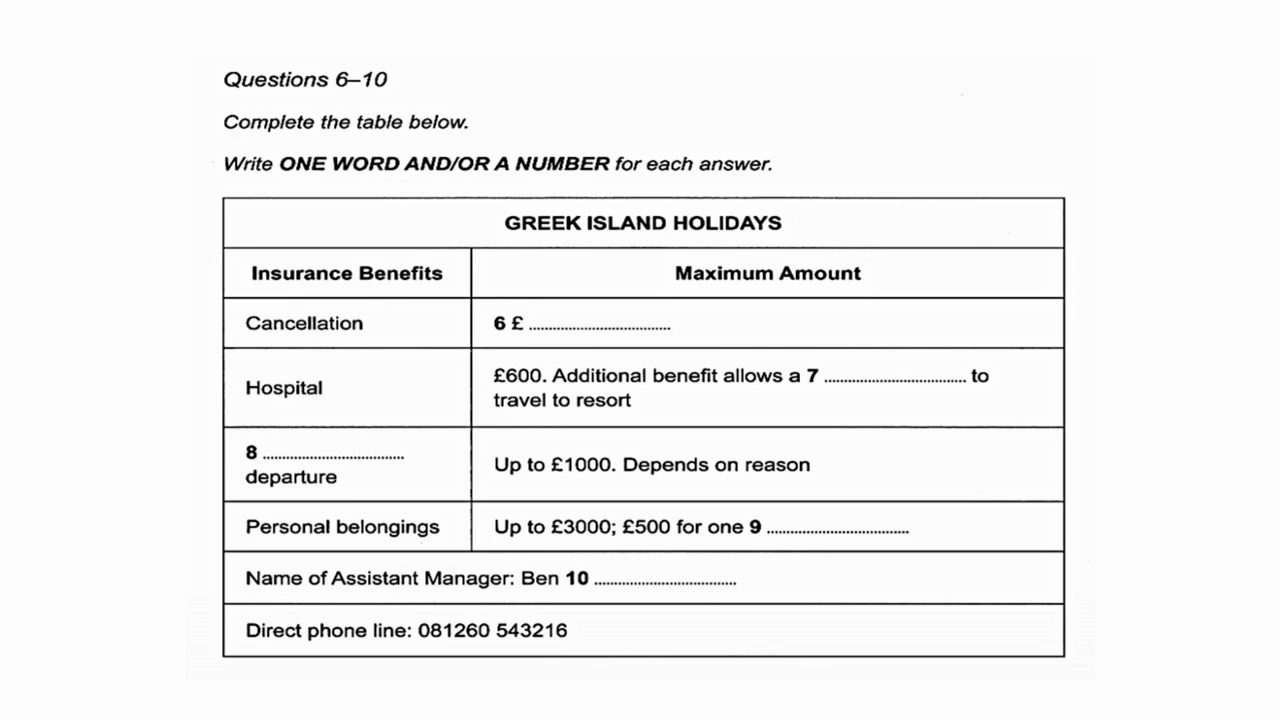 Questions 6–10
Complete the table below.
Write ONE WORD AND/OR A NUMBER for each answer.
GREEK ISLAND HOLIDAYS
Insurance Benefits
Maximum Amount
Cancellation
6 £ ....................................
Hospital
£600. Additional benefit allows a 7 .................................... to
travel to resort
8 ....................................
departure
Up to £1000. Depends on reason
Personal belongings
Up to £3000; £500 for one 9 ....................................
Name of Assistant Manager: Ben 10 ....................................
Direct phone line: 081260 543216